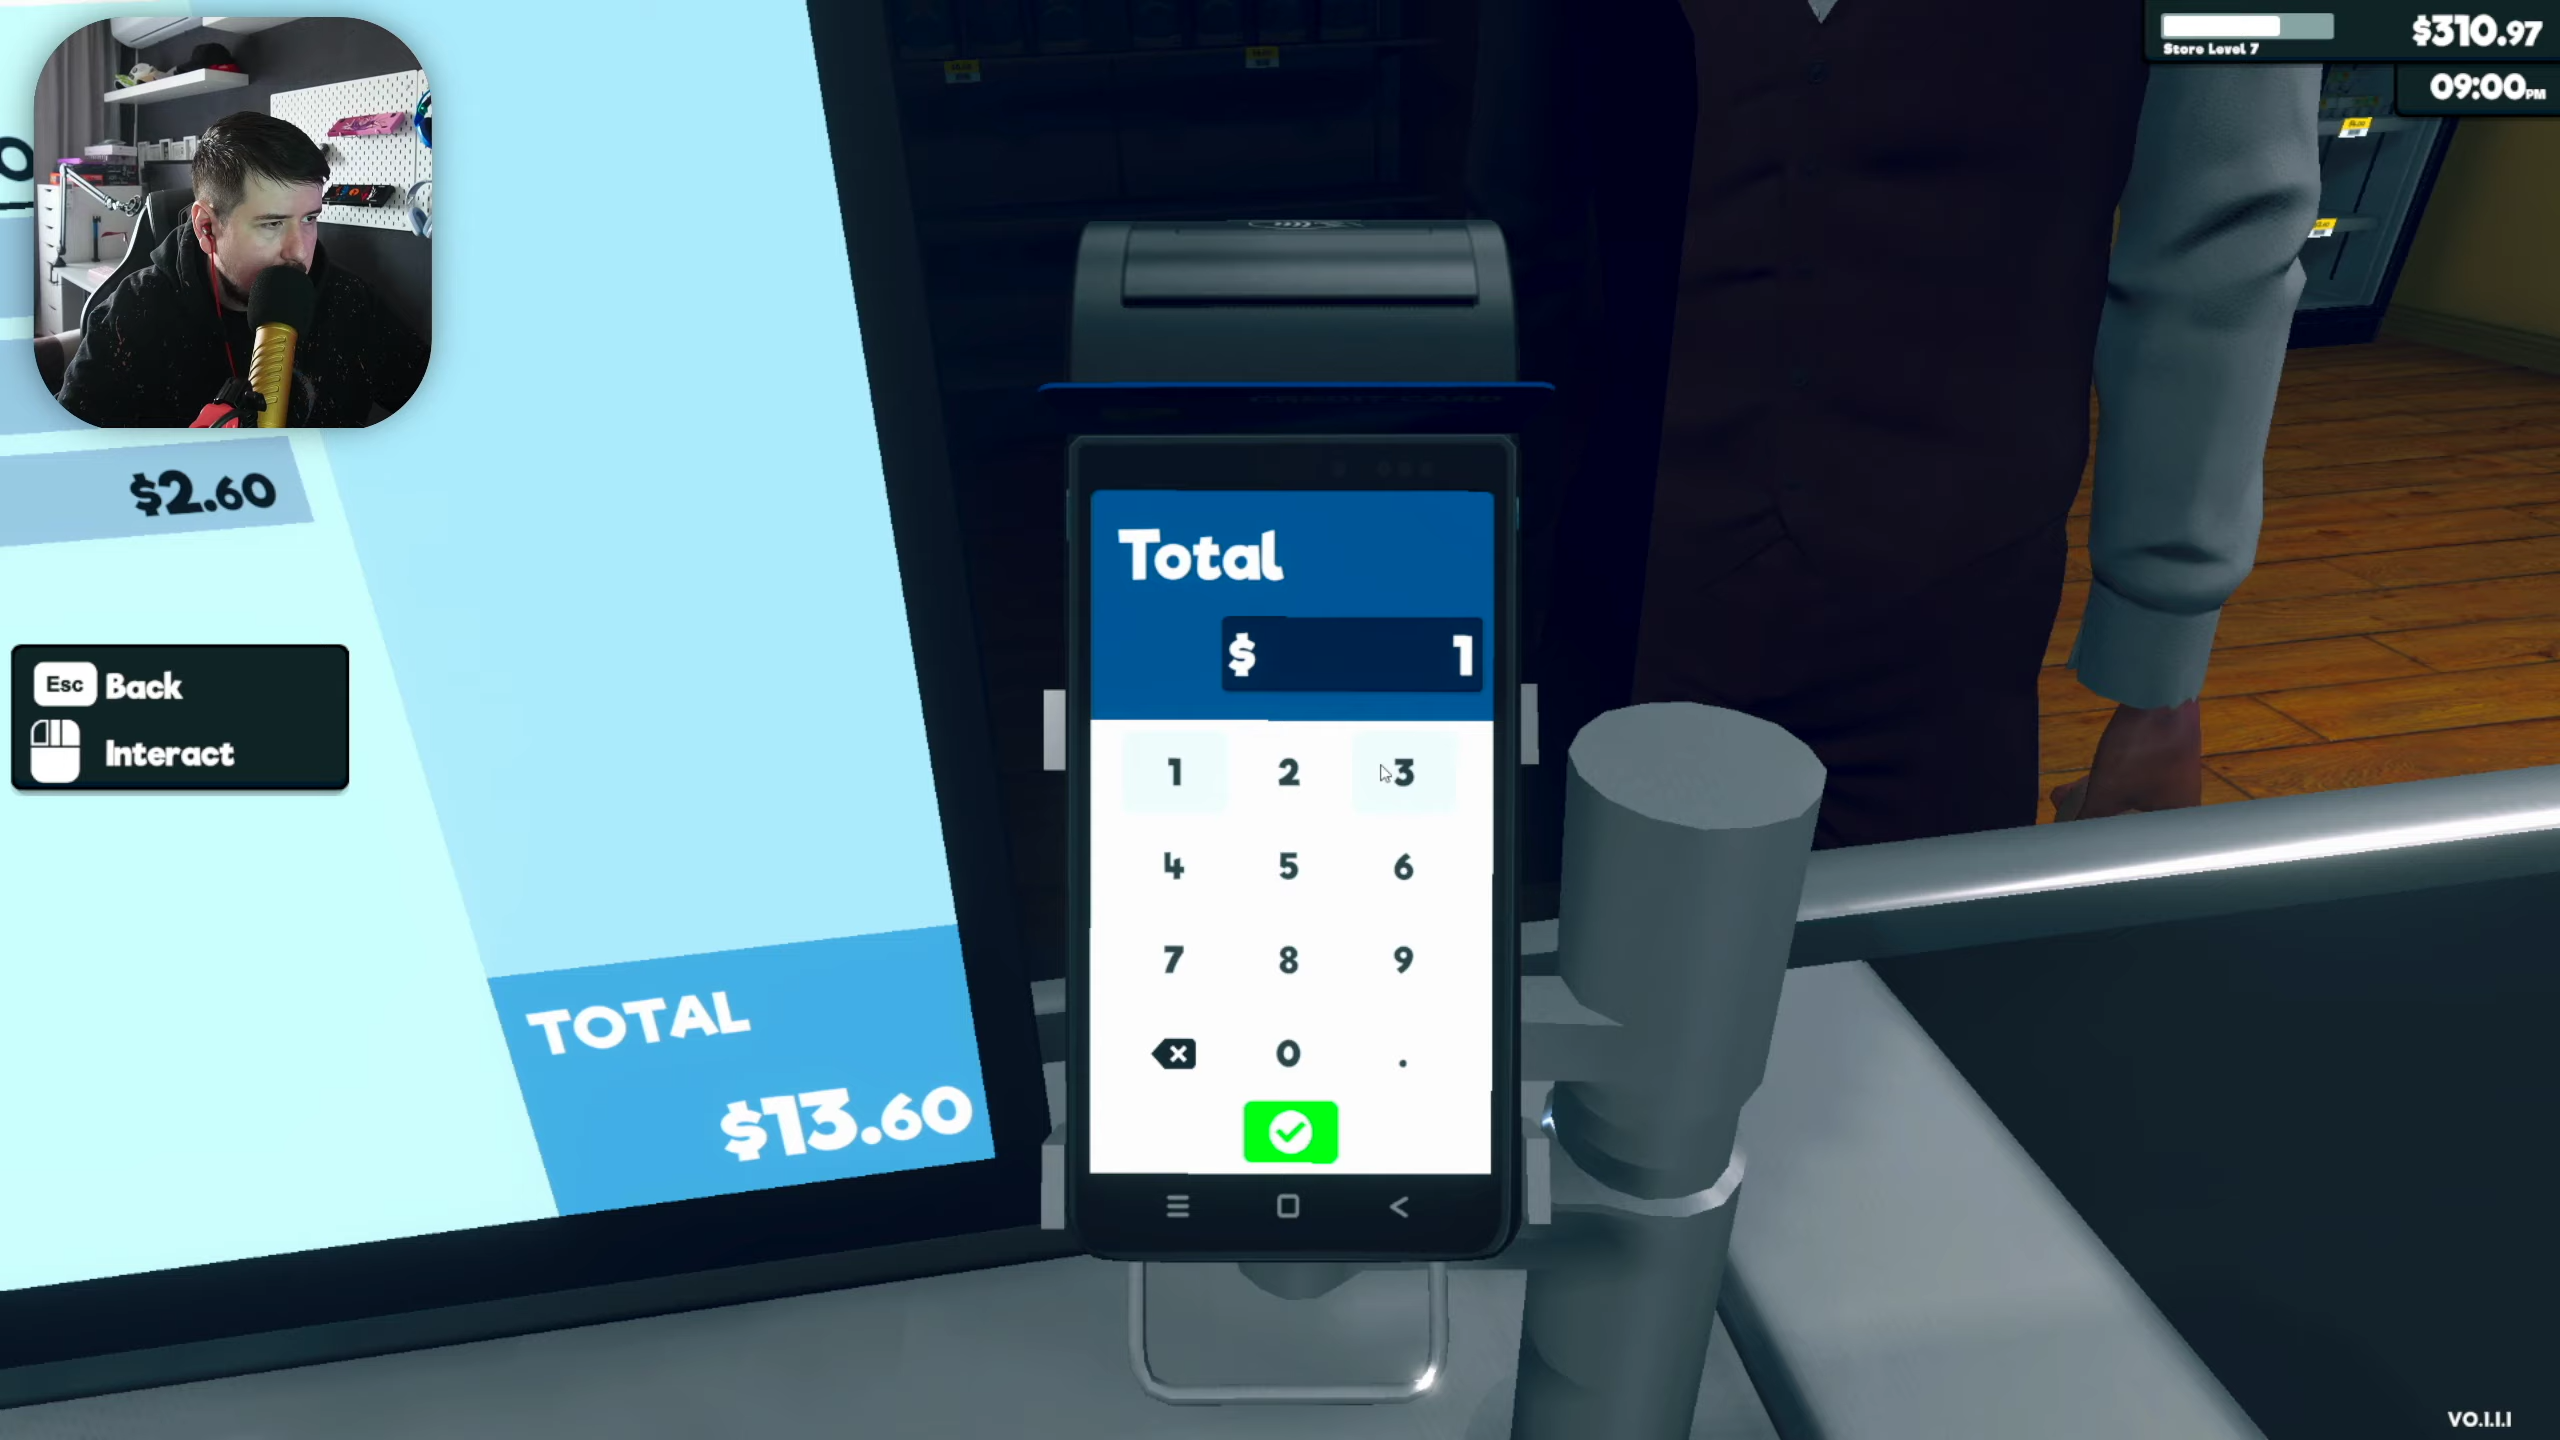 Store Level 7
$310.97
09:00PM
$2.60
Esc Back
Interact
Total
$ 1
1 2 3
4 5 6
7 8 9
0 .
TOTAL
$13.60
V0.1.1.1